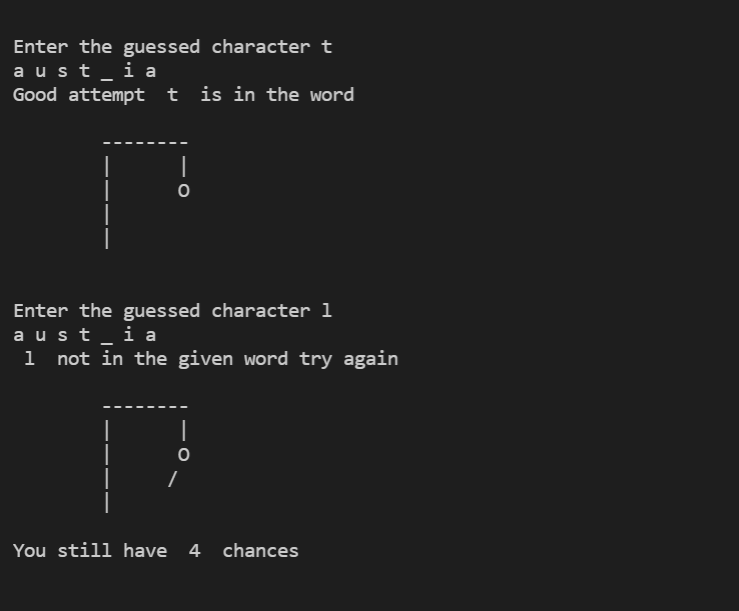 Enter the guessed character t
a u s t _ i a
Good attempt  t  is in the word
        --------
        |      |
        |      O
        |
        |
Enter the guessed character l
a u s t _ i a
 l  not in the given word try again
        --------
        |      |
        |      O
        |     /
        |
You still have  4  chances